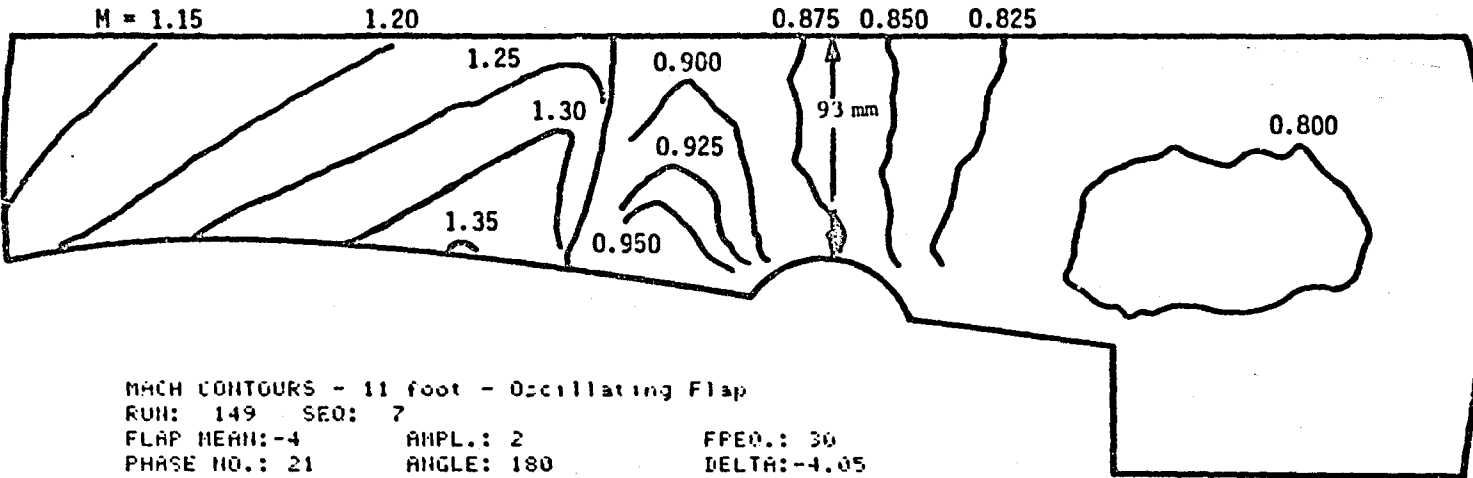 M = 1.15 1.20 0.875 0.850 0.825
1.25 0.900
1.30 93 mm 0.800
0.925
1.35
0.950
MACH CONTOURS - 11 foot - Oscillating Flap
RUN: 149 SEQ: 7
FLAP MEAN:-4 AMPL.: 2 FREQ.: 30
PHASE NO.: 21 ANGLE: 180 DELTA:-4.05